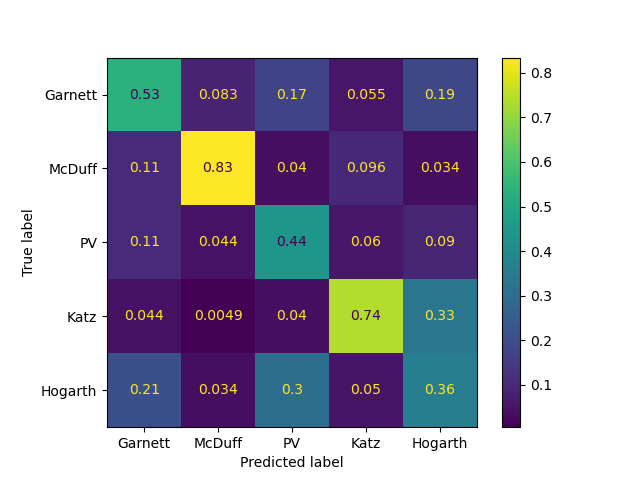 Garnett 0.53 0.083 0.17 0.055 0.19
McDuff 0.11 0.83 0.04 0.096 0.034
PV 0.11 0.044 0.44 0.06 0.09
Katz 0.044 0.0049 0.04 0.74 0.33
Hogarth 0.21 0.034 0.3 0.05 0.36
Garnett McDuff PV Katz Hogarth
Predicted label
True label
0.8
0.7
0.6
0.5
0.4
0.3
0.2
0.1